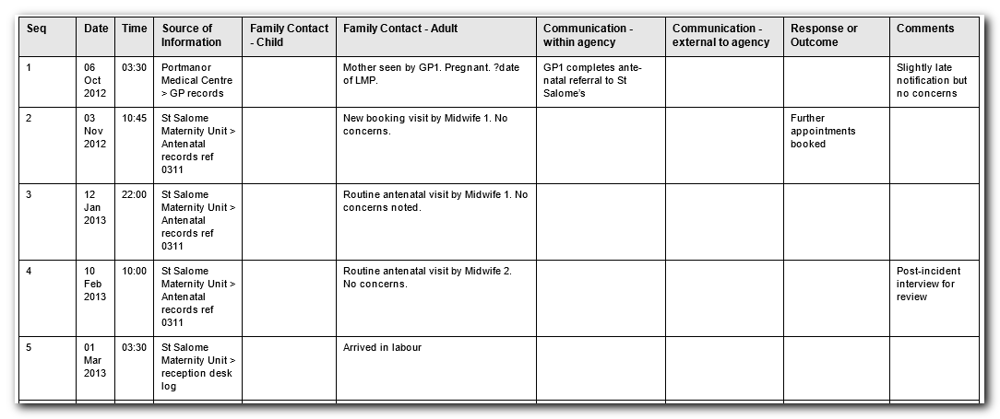 Seq Date Time Source of Information Family Contact - Child Family Contact - Adult Communication - within agency Communication - external to agency Response or Outcome Comments
1 06 Oct 2012 03:30 Portmanor Medical Centre > GP records Mother seen by GP1. Pregnant. ?date of LMP. GP1 completes ante-natal referral to St Salome's Slightly late notification but no concerns
2 03 Nov 2012 10:45 St Salome Maternity Unit > Antenatal records ref 0311 New booking visit by Midwife 1. No concerns. Further appointments booked
3 12 Jan 2013 22:00 St Salome Maternity Unit > Antenatal records ref 0311 Routine antenatal visit by Midwife 1. No concerns noted.
4 10 Feb 2013 10:00 St Salome Maternity Unit > Antenatal records ref 0311 Routine antenatal visit by Midwife 2. No concerns. Post-incident interview for review
5 01 Mar 2013 03:30 St Salome Maternity Unit > reception desk log Arrived in labour